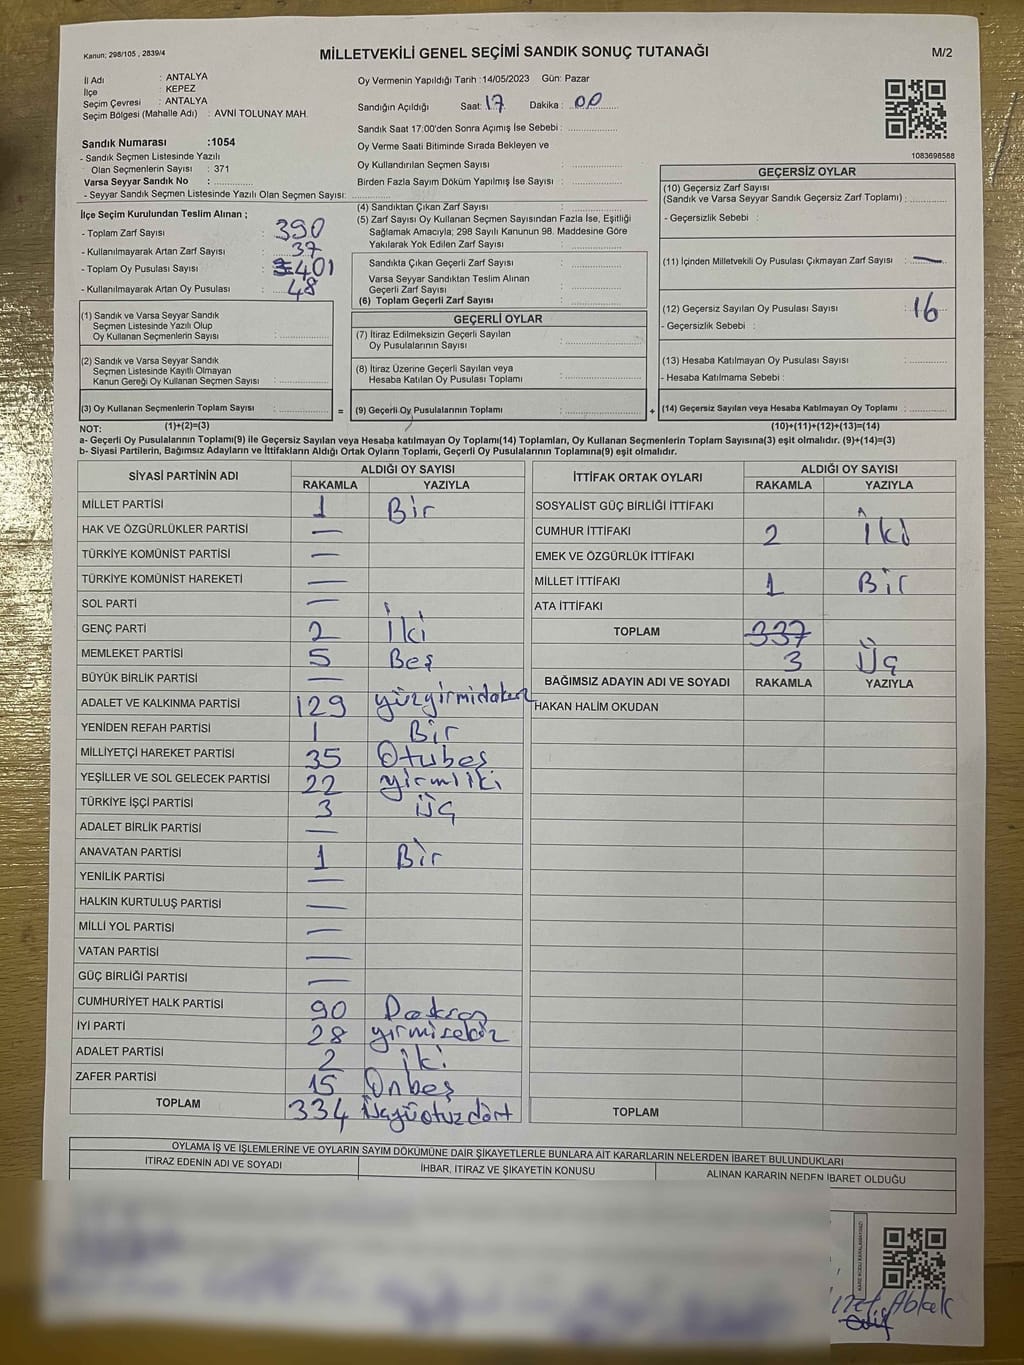 Kanun; 298/105 , 2839/4
MİLLETVEKİLİ GENEL SEÇİMİ SANDIK SONUÇ TUTANAĞI
M/2
İl Adı : ANTALYA
İlçe : KEPEZ
Seçim Çevresi : ANTALYA
Seçim Bölgesi (Mahalle Adı) : AVNİ TOLUNAY MAH.
Oy Vermenin Yapıldığı Tarih :14/05/2023 Gün: Pazar
Sandığın Açıldığı Saat: 17 Dakika : 00
Sandık Saat 17:00'den Sonra Açımış İse Sebebi :
Oy Verme Saati Bitiminde Sırada Bekleyen ve
Oy Kullandırılan Seçmen Sayısı :
Birden Fazla Sayım Döküm Yapılmış İse Sayısı :
1083698588
Sandık Numarası :1054
- Sandık Seçmen Listesinde Yazılı
Olan Seçmenlerin Sayısı : 371
Varsa Seyyar Sandık No :
- Seyyar Sandık Seçmen Listesinde Yazılı Olan Seçmen Sayısı:
İlçe Seçim Kurulundan Teslim Alınan ;
- Toplam Zarf Sayısı : 390
- Kullanılmayarak Artan Zarf Sayısı : 37
- Toplam Oy Pusulası Sayısı : 401
- Kullanılmayarak Artan Oy Pusulası : 48
(1) Sandık ve Varsa Seyyar Sandık
Seçmen Listesinde Yazılı Olup
Oy Kullanan Seçmenlerin Sayısı :
(2) Sandık ve Varsa Seyyar Sandık
Seçmen Listesinde Kayıtlı Olmayan
Kanun Gereği Oy Kullanan Seçmen Sayısı :
(3) Oy Kullanan Seçmenlerin Toplam Sayısı : =
(4) Sandıktan Çıkan Zarf Sayısı :
(5) Zarf Sayısı Oy Kullanan Seçmen Sayısından Fazla İse, Eşitliği
Sağlamak Amacıyla; 298 Sayılı Kanunun 98. Maddesine Göre
Yakılarak Yok Edilen Zarf Sayısı :
Sandıkta Çıkan Geçerli Zarf Sayısı :
Varsa Seyyar Sandıktan Teslim Alınan
Geçerli Zarf Sayısı :
(6) Toplam Geçerli Zarf Sayısı :
GEÇERLİ OYLAR
(7) İtiraz Edilmeksizin Geçerli Sayılan
Oy Pusulalarının Sayısı :
(8) İtiraz Üzerine Geçerli Sayılan veya
Hesaba Katılan Oy Pusulası Toplamı :
(9) Geçerli Oy Pusulalarının Toplamı : +
GEÇERSİZ OYLAR
(10) Geçersiz Zarf Sayısı
(Sandık ve Varsa Seyyar Sandık Geçersiz Zarf Toplamı) :
- Geçersizlik Sebebi :
(11) İçinden Milletvekili Oy Pusulası Çıkmayan Zarf Sayısı : —
(12) Geçersiz Sayılan Oy Pusulası Sayısı : 16
- Geçersizlik Sebebi :
(13) Hesaba Katılmayan Oy Pusulası Sayısı :
- Hesaba Katılmama Sebebi :
(14) Geçersiz Sayılan veya Hesaba Katılmayan Oy Pusulası Toplamı :
NOT: (1)+(2)=(3) (10)+(11)+(12)+(13)=(14)
a- Geçerli Oy Pusulalarının Toplamı(9) ile Geçersiz Sayılan veya Hesaba katılmayan Oy Toplamı(14) Toplamları, Oy Kullanan Seçmenlerin Toplam Sayısına(3) eşit olmalıdır. (9)+(14)=(3)
b- Siyasi Partilerin, Bağımsız Adayların ve İttifakların Aldığı Ortak Oyların Toplamı, Geçerli Oy Pusulalarının Toplamına(9) eşit olmalıdır.
SİYASİ PARTİNİN ADI ALDIĞI OY SAYISI
RAKAMLA YAZIYLA
MİLLET PARTİSİ 1 Bir
HAK VE ÖZGÜRLÜKLER PARTİSİ —
TÜRKİYE KOMÜNİST PARTİSİ —
TÜRKİYE KOMÜNİST HAREKETİ —
SOL PARTİ —
GENÇ PARTİ 2 İki
MEMLEKET PARTİSİ 5 Beş
BÜYÜK BİRLİK PARTİSİ —
ADALET VE KALKINMA PARTİSİ 129
YENİDEN REFAH PARTİSİ 1 Bir
MİLLİYETÇİ HAREKET PARTİSİ 35 Otubeş
YEŞİLLER VE SOL GELECEK PARTİSİ 22 yirmiiki
TÜRKİYE İŞÇİ PARTİSİ 3 Üç
ADALET BİRLİK PARTİSİ —
ANAVATAN PARTİSİ 1 Bir
YENİLİK PARTİSİ —
HALKIN KURTULUŞ PARTİSİ —
MİLLİ YOL PARTİSİ —
VATAN PARTİSİ —
GÜÇ BİRLİĞİ PARTİSİ —
CUMHURİYET HALK PARTİSİ 90
İYİ PARTİ 28 yirmisekiz
ADALET PARTİSİ 2 iki
ZAFER PARTİSİ 15 Onbeş
TOPLAM 334
İTTİFAK ORTAK OYLARI ALDIĞI OY SAYISI
RAKAMLA YAZIYLA
SOSYALİST GÜÇ BİRLİĞİ İTTİFAKI
CUMHUR İTTİFAKI 2 İki
EMEK VE ÖZGÜRLÜK İTTİFAKI
MİLLET İTTİFAKI 1 Bir
ATA İTTİFAKI
TOPLAM 337
3 Üç
BAĞIMSIZ ADAYIN ADI VE SOYADI RAKAMLA YAZIYLA
HAKAN HALİM OKUDAN
TOPLAM
OYLAMA İŞ VE İŞLEMLERİNE VE OYLARIN SAYIM DÖKÜMÜNE DAİR ŞİKAYETLERLE BUNLARA AİT KARARLARIN NELERDEN İBARET BULUNDUKLARI
İTİRAZ EDENİN ADI VE SOYADI İHBAR, İTİRAZ VE ŞİKAYETİN KONUSU ALINAN KARARIN NEDEN İBARET OLDUĞU